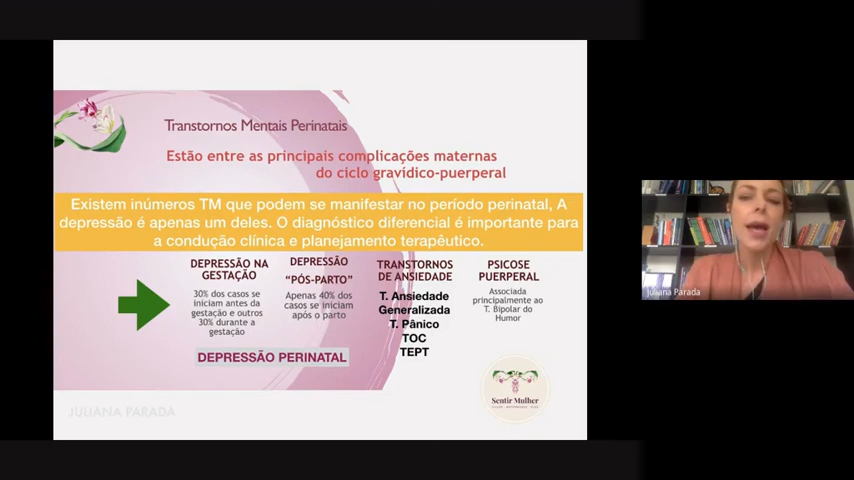 Transtornos Mentais Perinatais
Estão entre as principais complicações maternas
do ciclo gravídico-puerperal
Existem inúmeros TM que podem se manifestar no período perinatal, A
depressão é apenas um deles. O diagnóstico diferencial é importante para
a condução clínica e planejamento terapêutico.
DEPRESSÃO NA
GESTAÇÃO
30% dos casos se
iniciam antes da
gestação e outros
30% durante a
gestação
DEPRESSÃO
“PÓS-PARTO”
Apenas 40% dos
casos se iniciam
após o parto
DEPRESSÃO PERINATAL
TRANSTORNOS
DE ANSIEDADE
T. Ansiedade
Generalizada
T. Pânico
TOC
TEPT
PSICOSE
PUERPERAL
Associada
principalmente ao
T. Bipolar do
Humor
Sentir Mulher
JULIANA PARADA
Juliana Parada